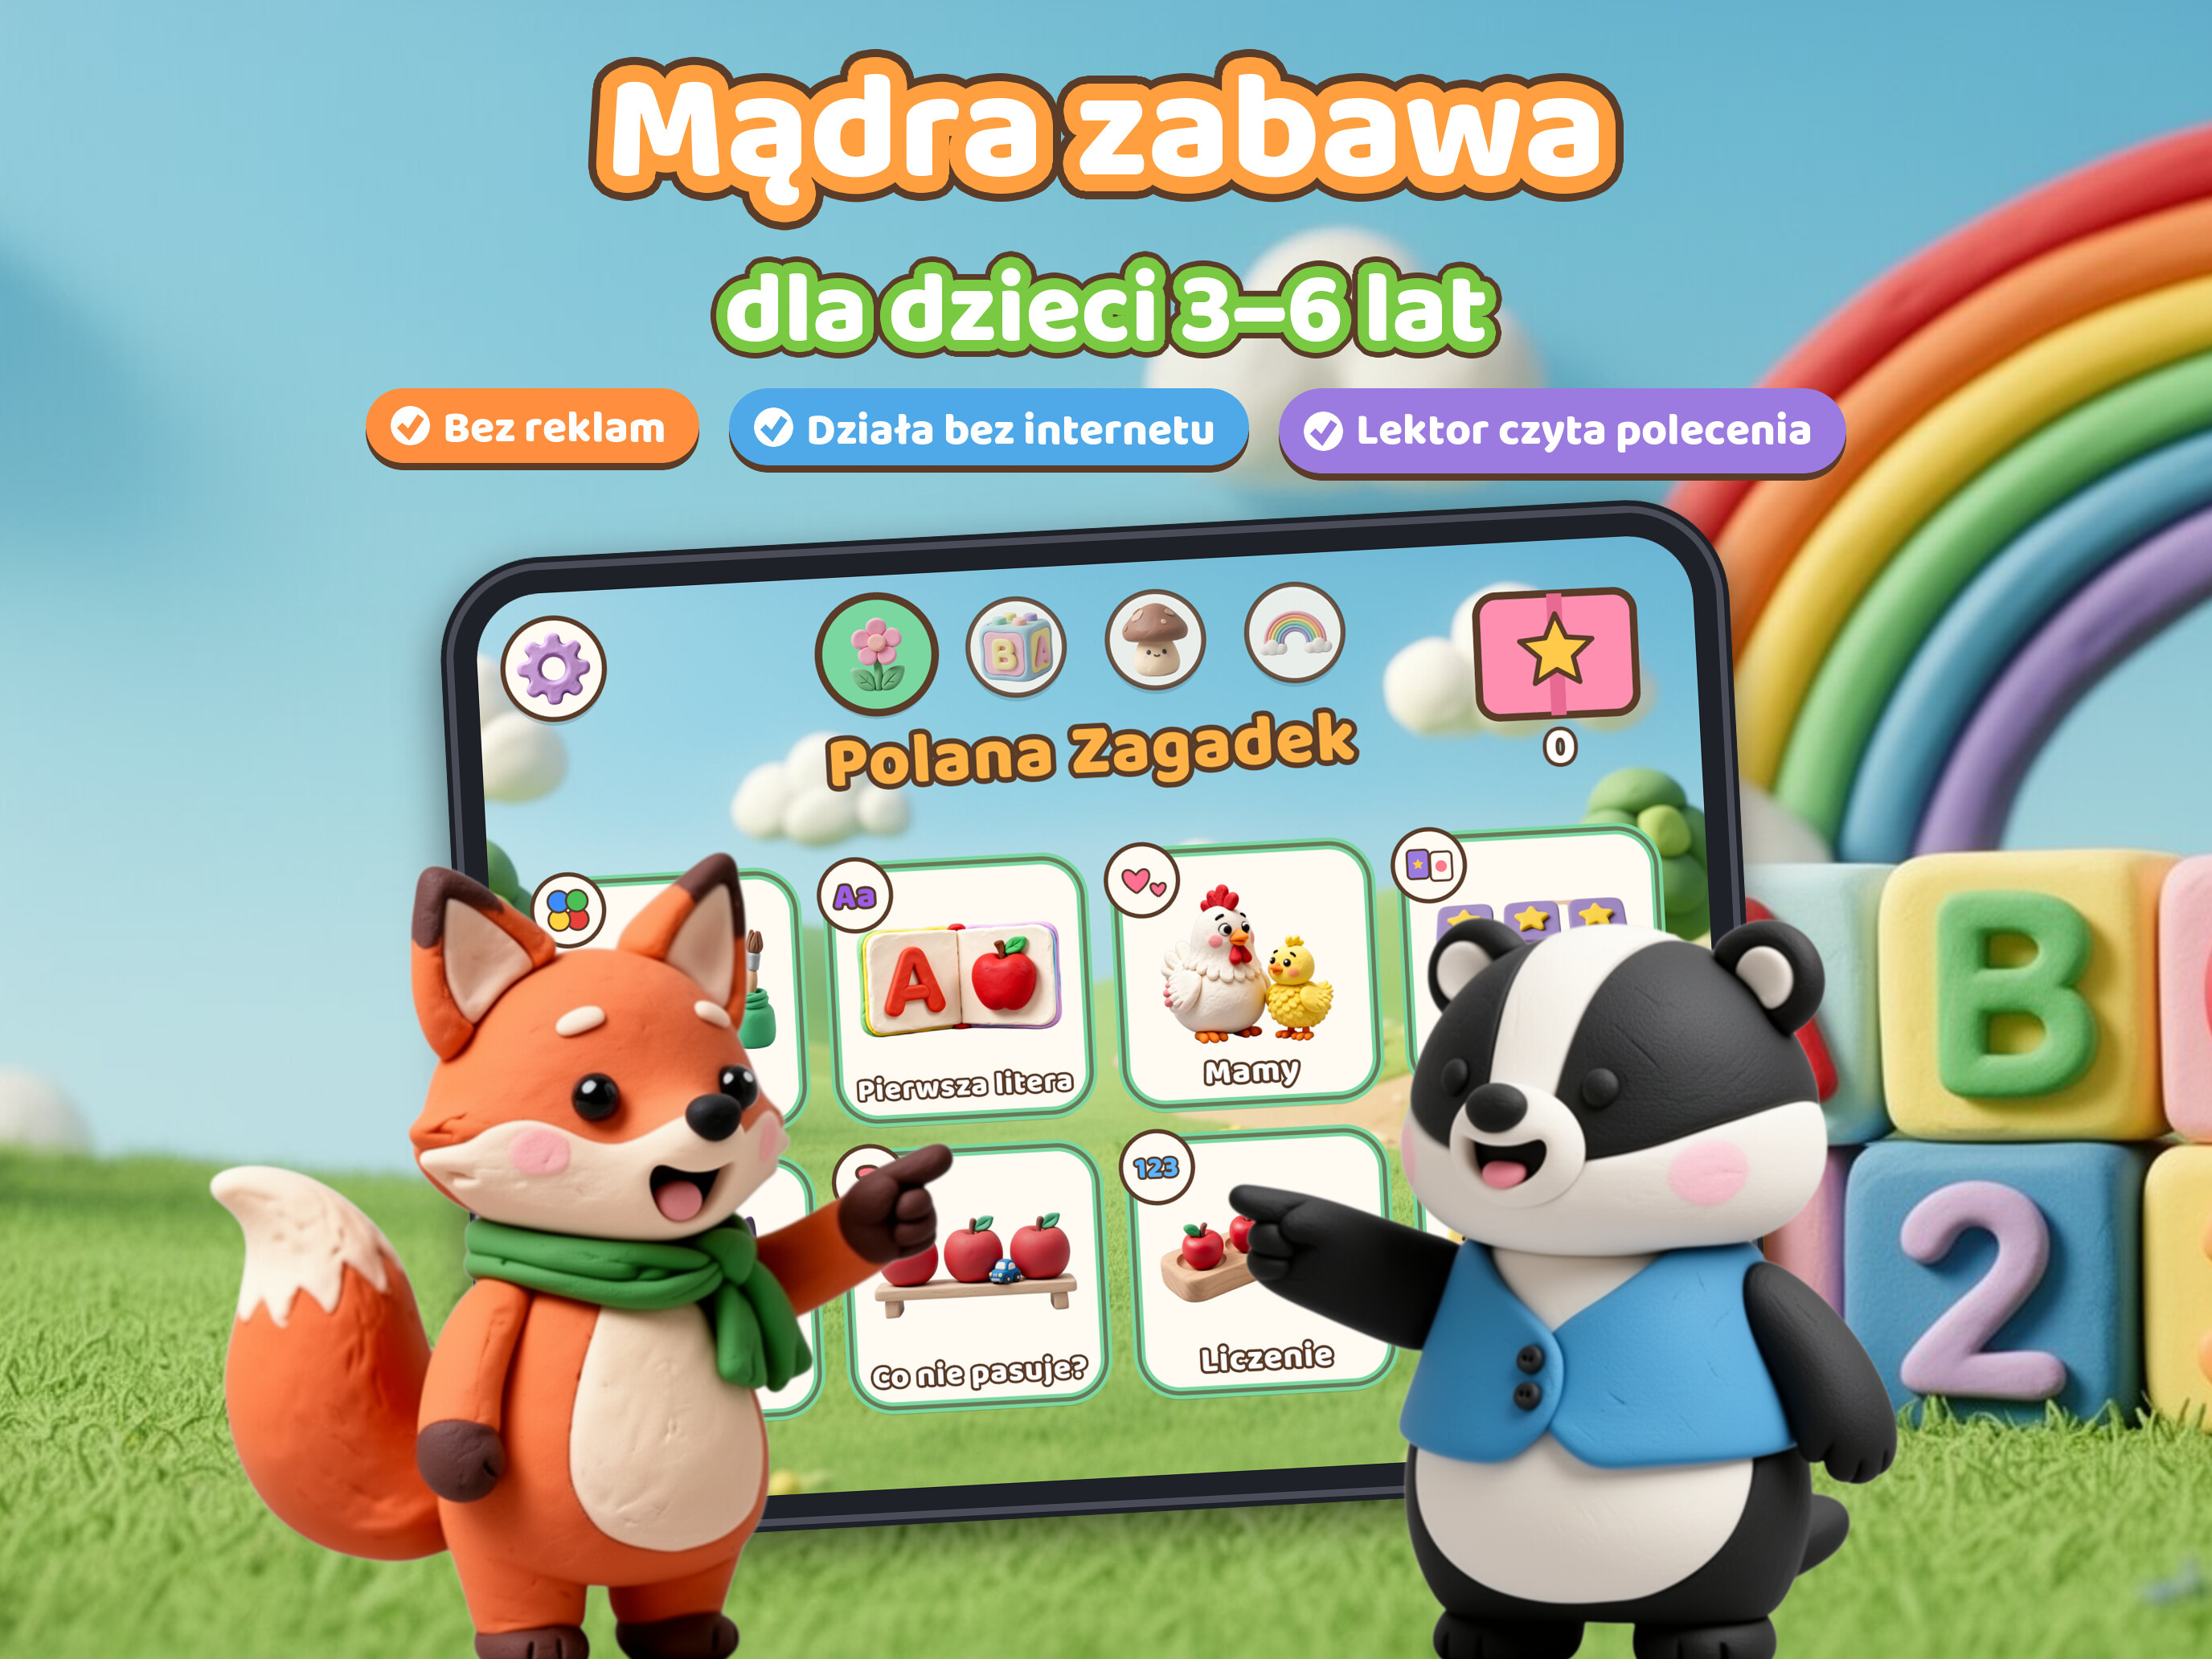 Mądra zabawa
dla dzieci 3–6 lat
Bez reklam
Działa bez internetu
Lektor czyta polecenia
B A
0
Polana Zagadek
Aa
A
Pierwsza litera
Mamy
B
123
2
Co nie pasuje?
Liczenie